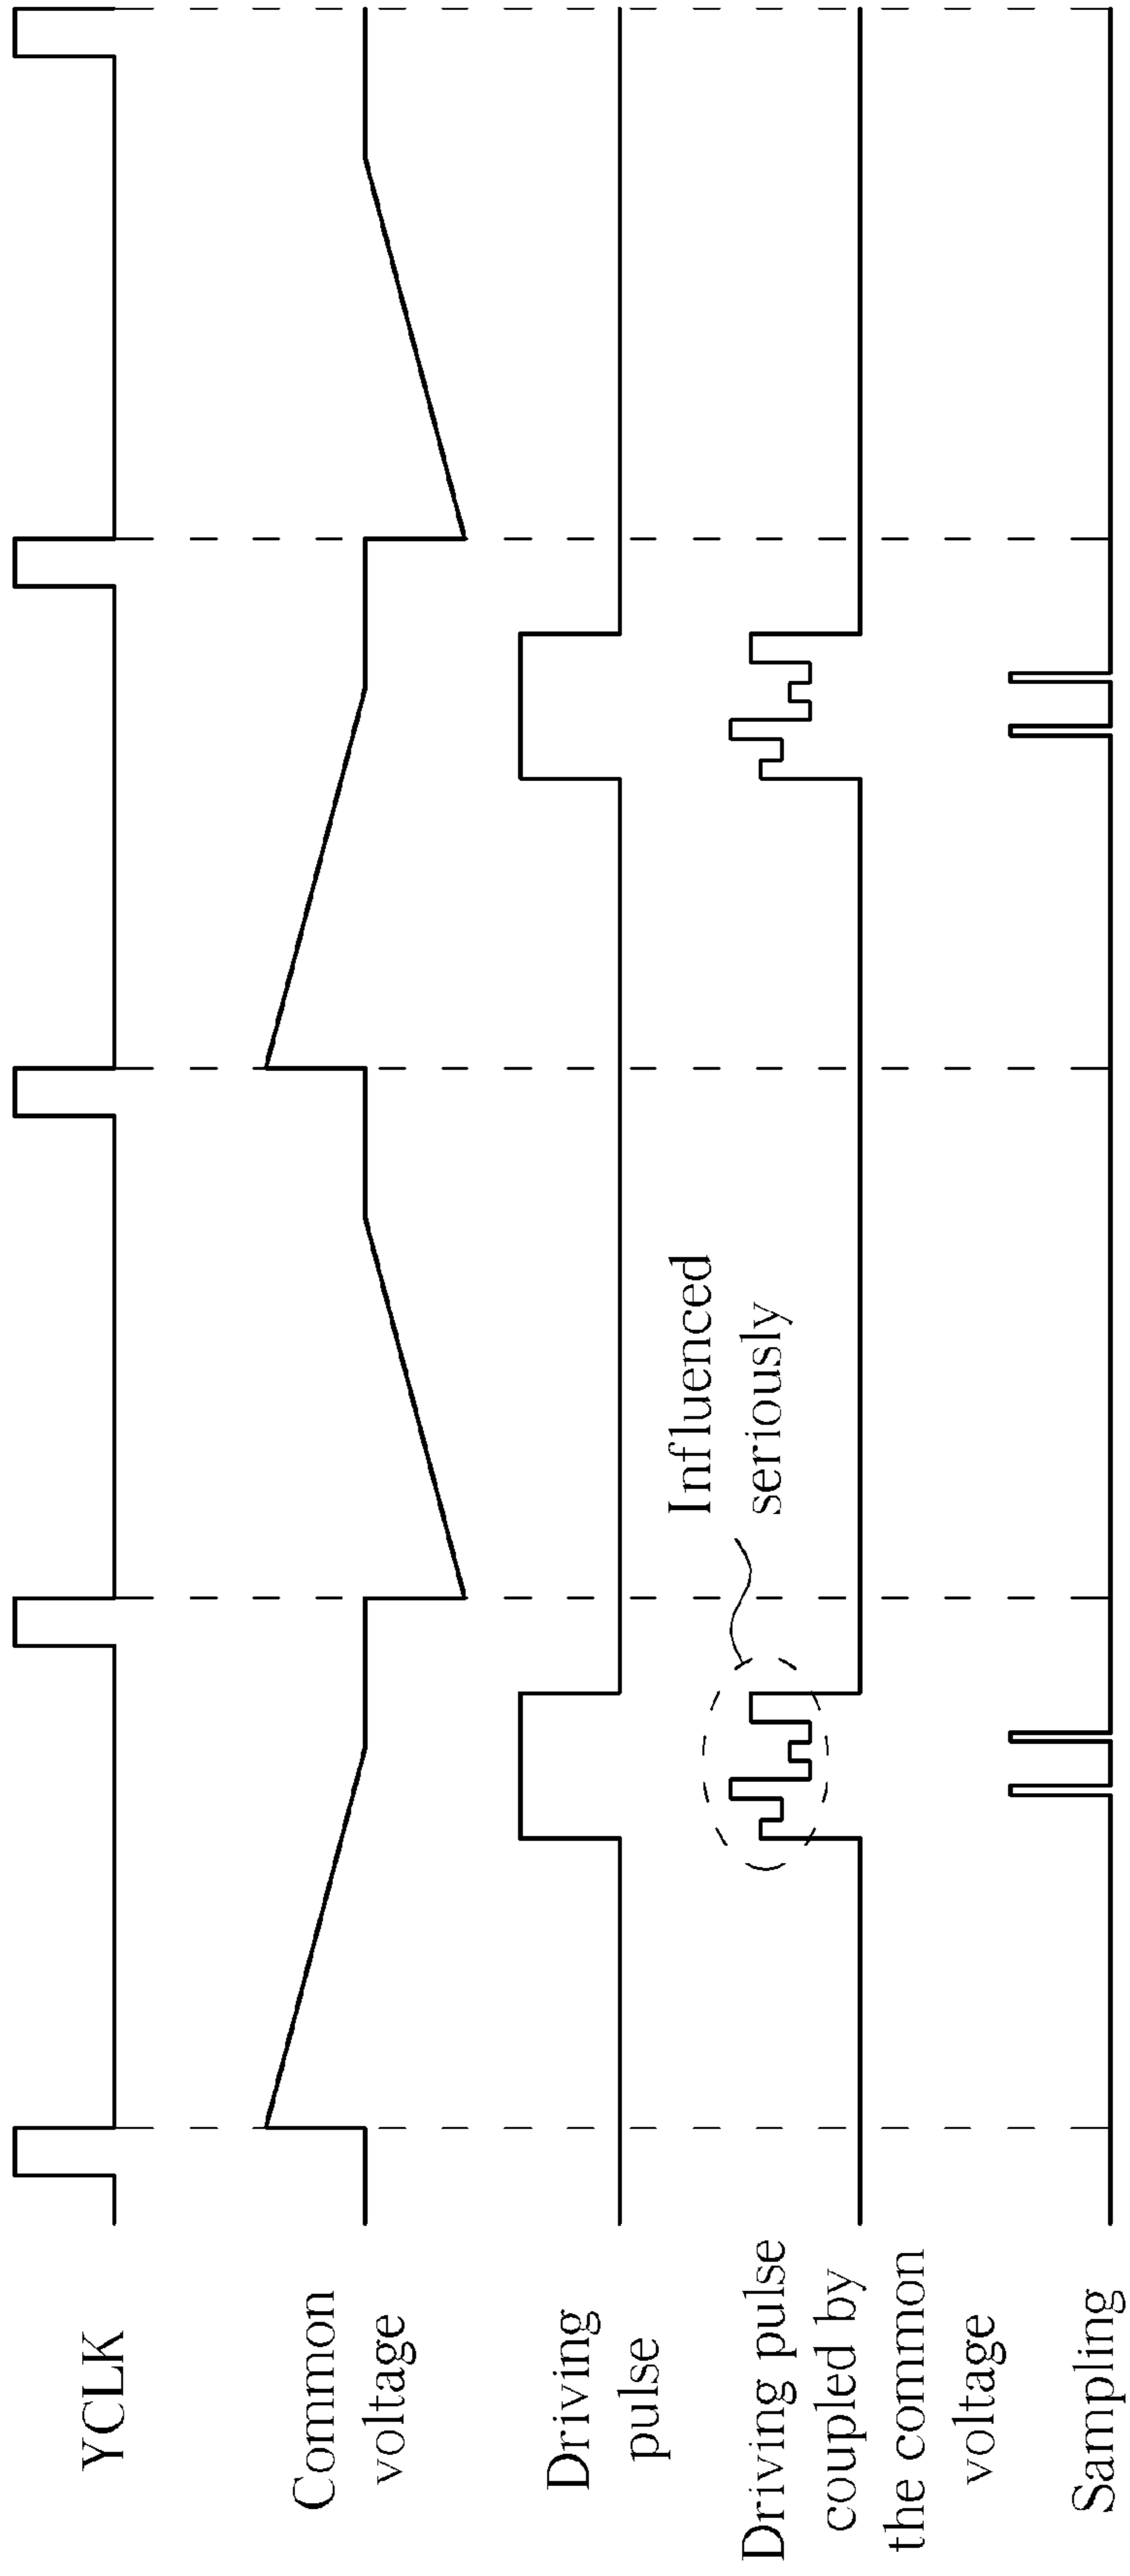 YCLK
Common
voltage
Driving
pulse
Driving pulse
coupled by
the common
voltage
Influenced
seriously
Sampling